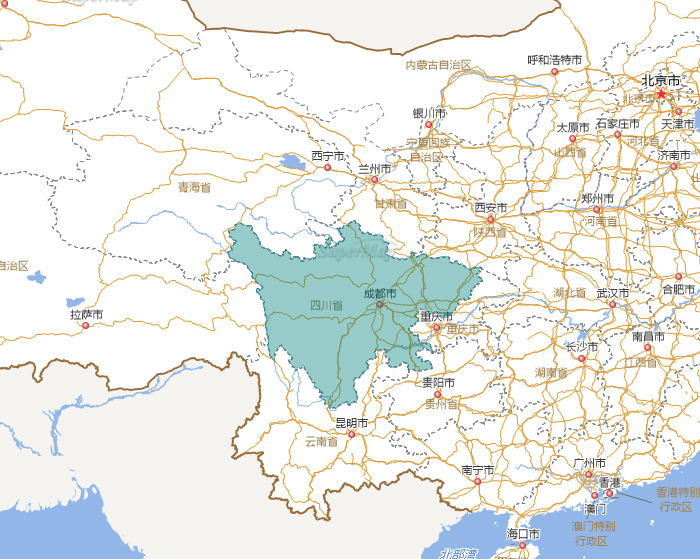 SuperMap
呼和浩特市
内蒙古自治区
北京市
北京市
天津市
银川市
宁夏回族
自治区
太原市
石家庄市
河北省
山西省
济南市
西宁市
兰州市
青海省
甘肃省
西安市
陕西省
郑州市
河南省
SuperMap
自治区
拉萨市
四川省
成都市
重庆市
重庆市
湖北省
武汉市
合肥市
南昌市
江西省
长沙市
湖南省
贵阳市
贵州省
昆明市
云南省
南宁市
广州市
香港
香港特别
行政区
澳门
澳门特别
行政区
海口市
北部湾